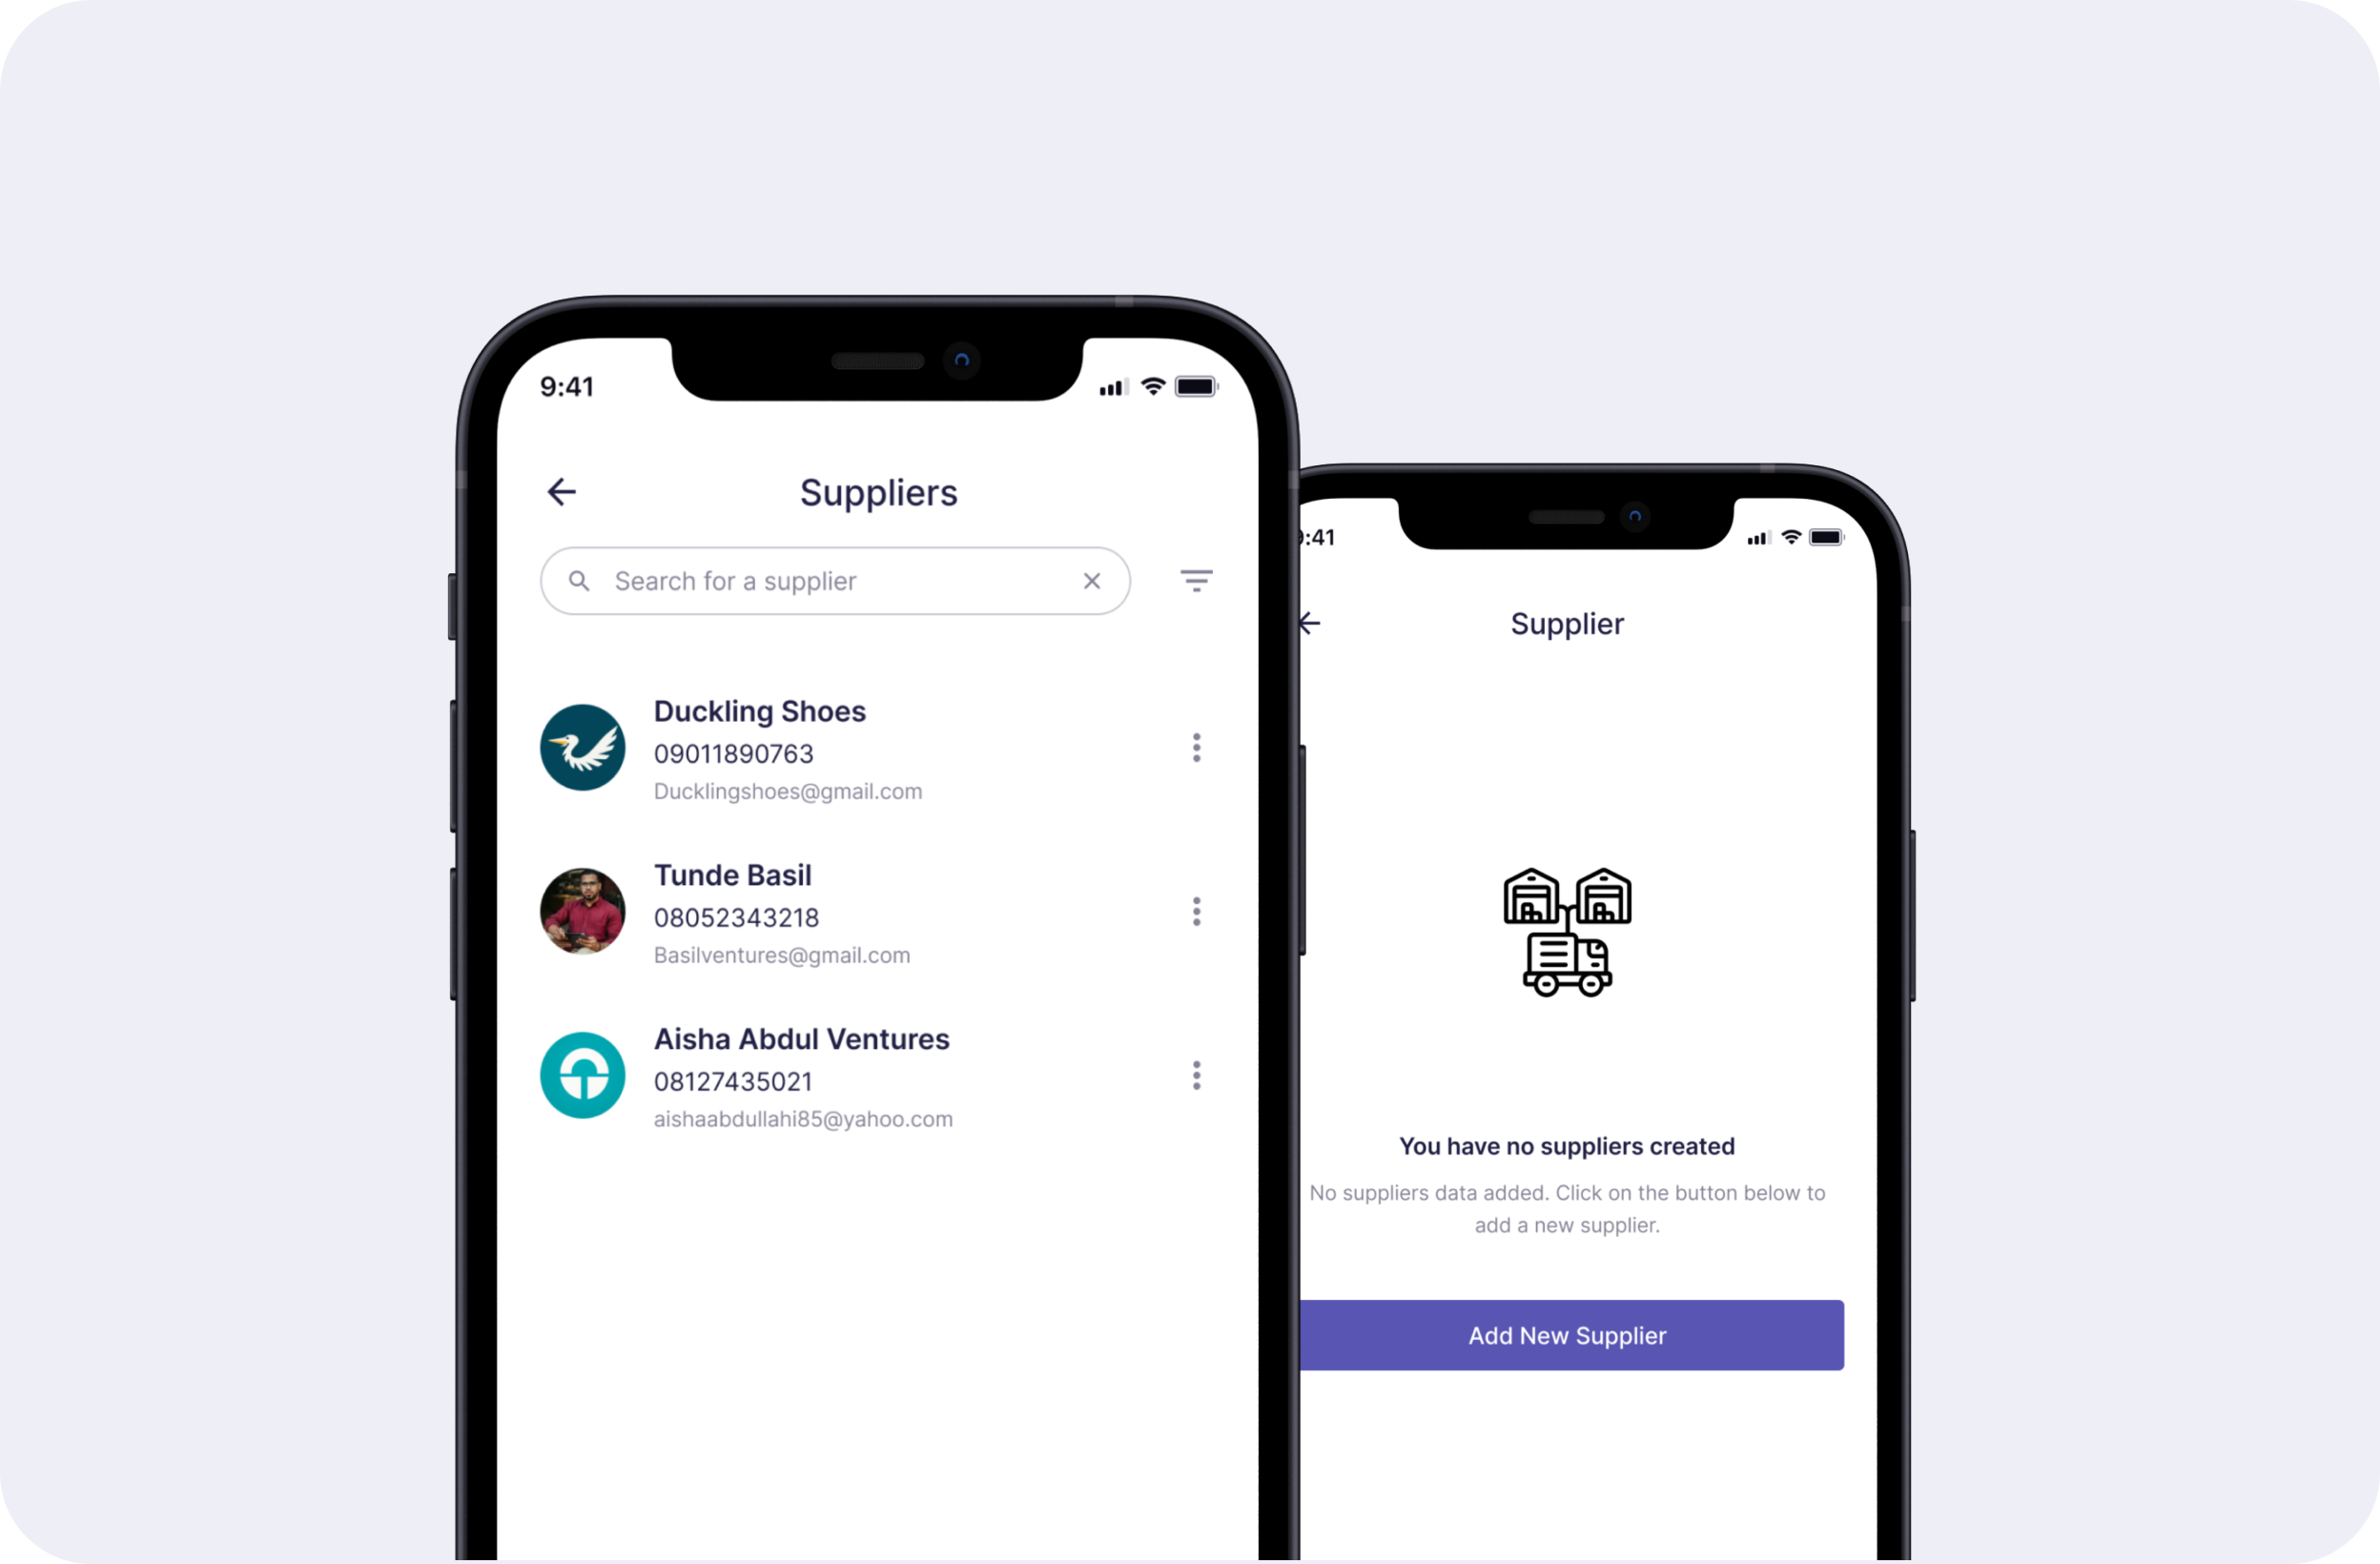 9:41
Suppliers
Search for a supplier
Duckling Shoes
09011890763
Ducklingshoes@gmail.com
Tunde Basil
08052343218
Basilventures@gmail.com
Aisha Abdul Ventures
08127435021
aishaabdullahi85@yahoo.com
:41
Supplier
You have no suppliers created
No suppliers data added. Click on the button below to
add a new supplier.
Add New Supplier